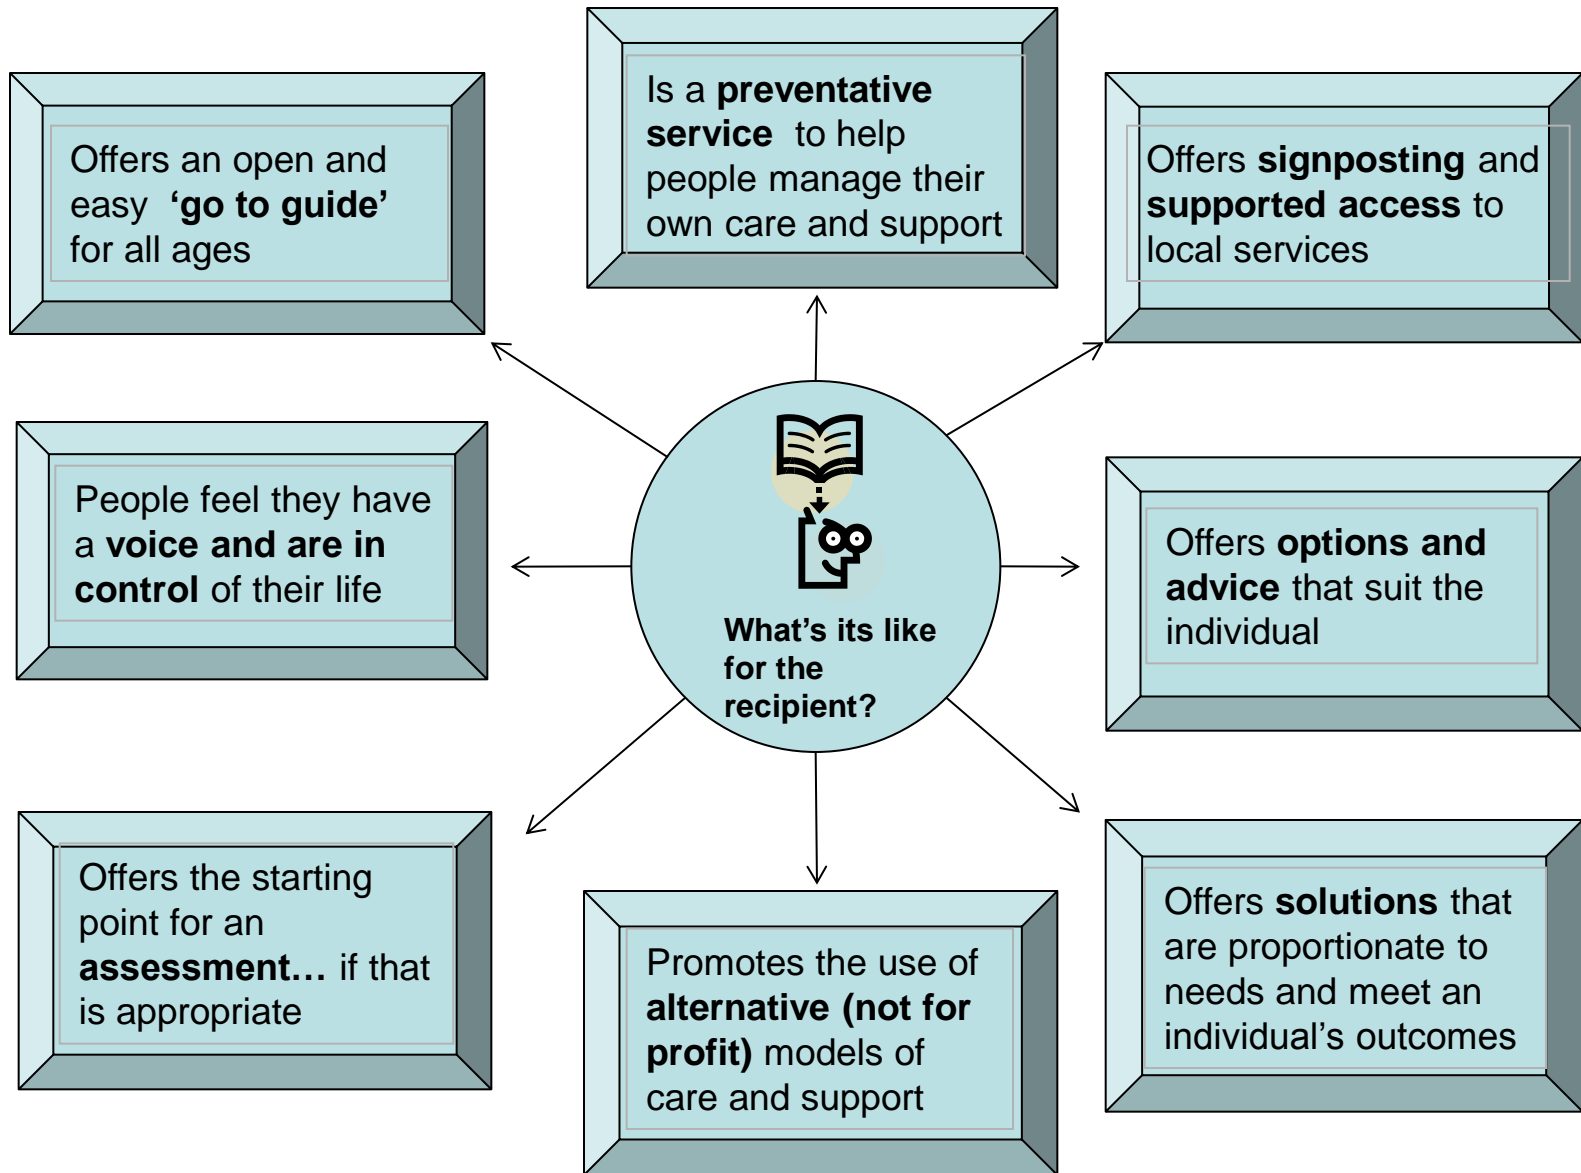 Offers an open and
easy ‘go to guide’
for all ages
Is a preventative
service to help
people manage their
own care and support
Offers signposting and
supported access to
local services
People feel they have
a voice and are in
control of their life
What’s its like
for the
recipient?
Offers options and
advice that suit the
individual
Offers the starting
point for an
assessment… if that
is appropriate
Promotes the use of
alternative (not for
profit) models of
care and support
Offers solutions that
are proportionate to
needs and meet an
individual’s outcomes